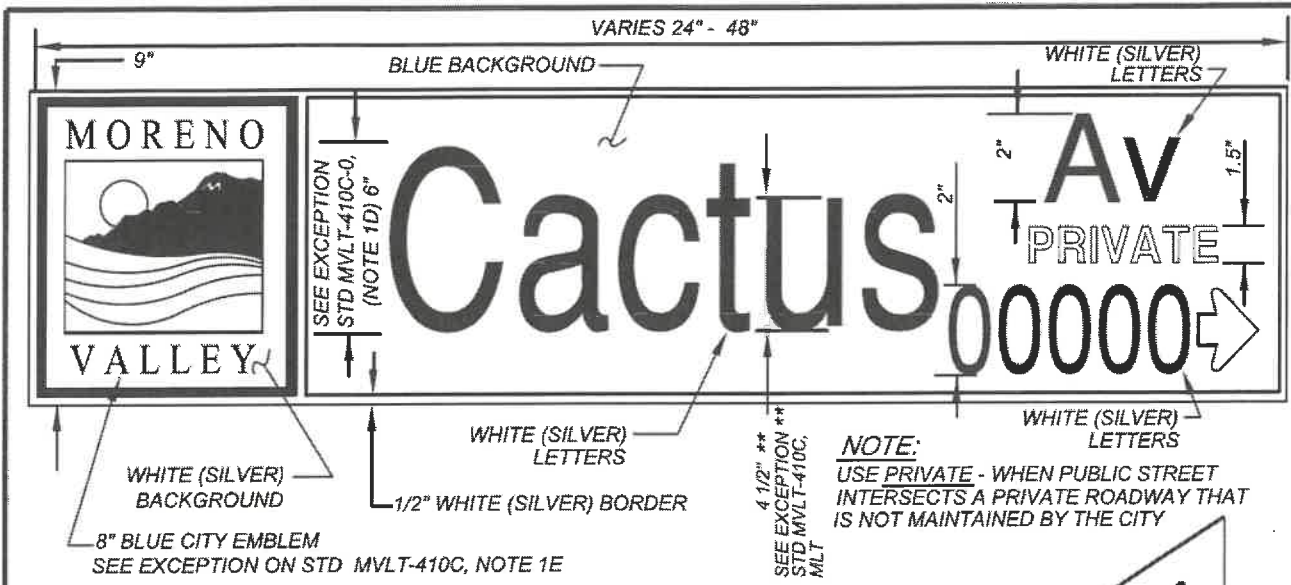 VARIES 24" - 48"
9"
BLUE BACKGROUND
WHITE (SILVER)
LETTERS
MORENO
VALLEY
SEE EXCEPTION
STD MVLT-410C-0,
(NOTE 1D) 6"
Cactus
2"
Av
2"
1.5"
PRIVATE
00000
WHITE (SILVER)
LETTERS
WHITE (SILVER)
LETTERS
4 1/2" **
SEE EXCEPTION **
STD MVLT-410C,
MLT
WHITE (SILVER)
BACKGROUND
1/2" WHITE (SILVER) BORDER
8" BLUE CITY EMBLEM
SEE EXCEPTION ON STD MVLT-410C, NOTE 1E
NOTE:
USE PRIVATE - WHEN PUBLIC STREET
INTERSECTS A PRIVATE ROADWAY THAT
IS NOT MAINTAINED BY THE CITY